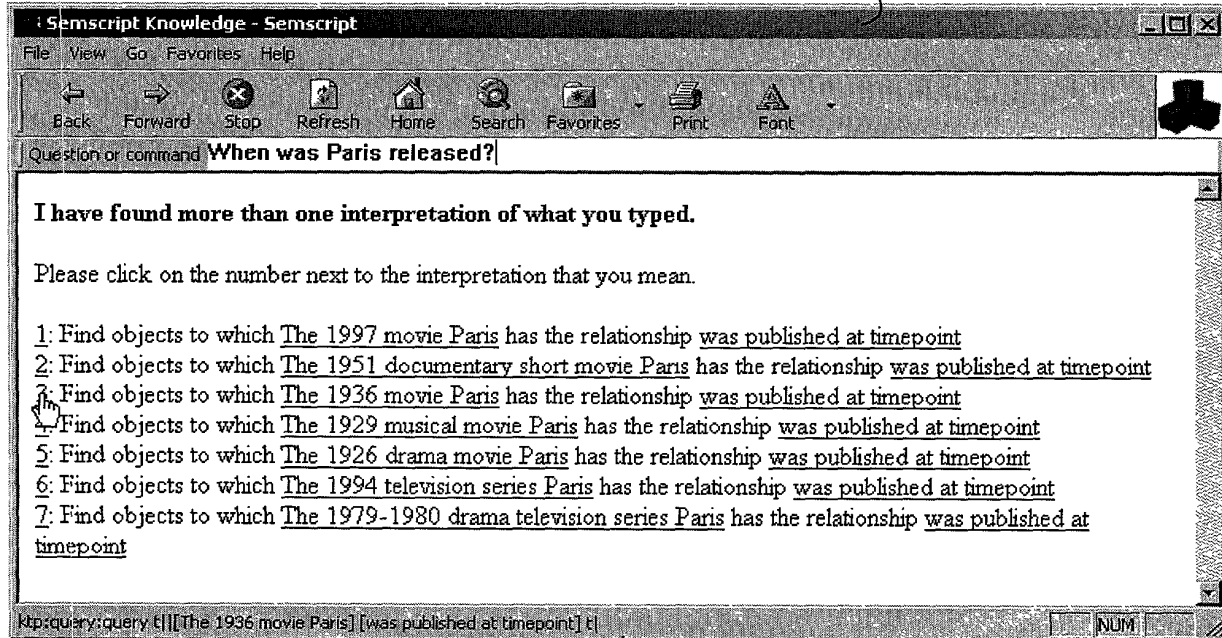 Semscript Knowledge - Semscript
File View Go Favorites Help
Back Forward Stop Refresh Home Search Favorites Print Font
Question or command When was Paris released?
I have found more than one interpretation of what you typed.
Please click on the number next to the interpretation that you mean.
1: Find objects to which The 1997 movie Paris has the relationship was published at timepoint
2: Find objects to which The 1951 documentary short movie Paris has the relationship was published at timepoint
3: Find objects to which The 1936 movie Paris has the relationship was published at timepoint
: Find objects to which The 1929 musical movie Paris has the relationship was published at timepoint
5: Find objects to which The 1926 drama movie Paris has the relationship was published at timepoint
6: Find objects to which The 1994 television series Paris has the relationship was published at timepoint
7: Find objects to which The 1979-1980 drama television series Paris has the relationship was published at
timepoint
ktp:query:query t|[[The 1936 movie Paris] [was published at timepoint] t| NUM